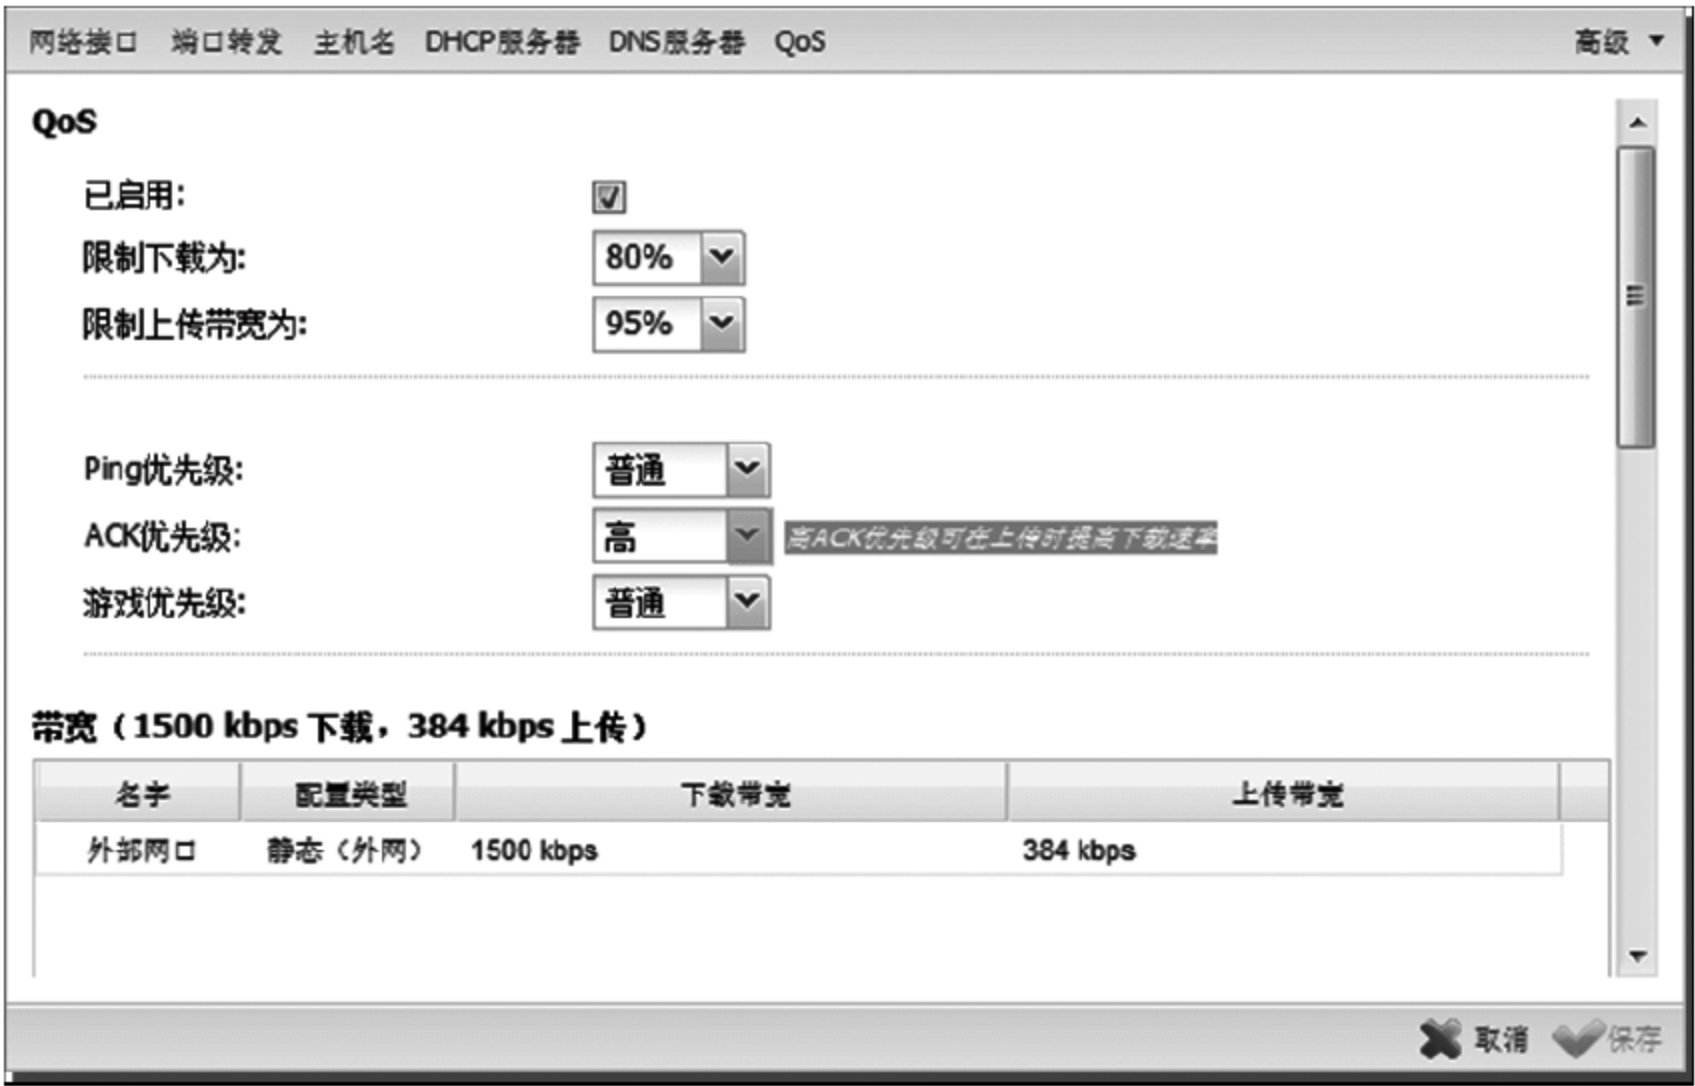 网络接口 端口转发 主机名 DHCP服务器 DNS服务器 QoS 高级
QoS
已启用:
限制下载为: 80%
限制上传带宽为: 95%
Ping优先级: 普通
ACK优先级: 高 高ACK优先级可在上传时提高下载速率
游戏优先级: 普通
带宽（1500 kbps 下载，384 kbps 上传）
名字 配置类型 下载带宽 上传带宽
外部网口 静态（外网） 1500 kbps 384 kbps
取消 保存